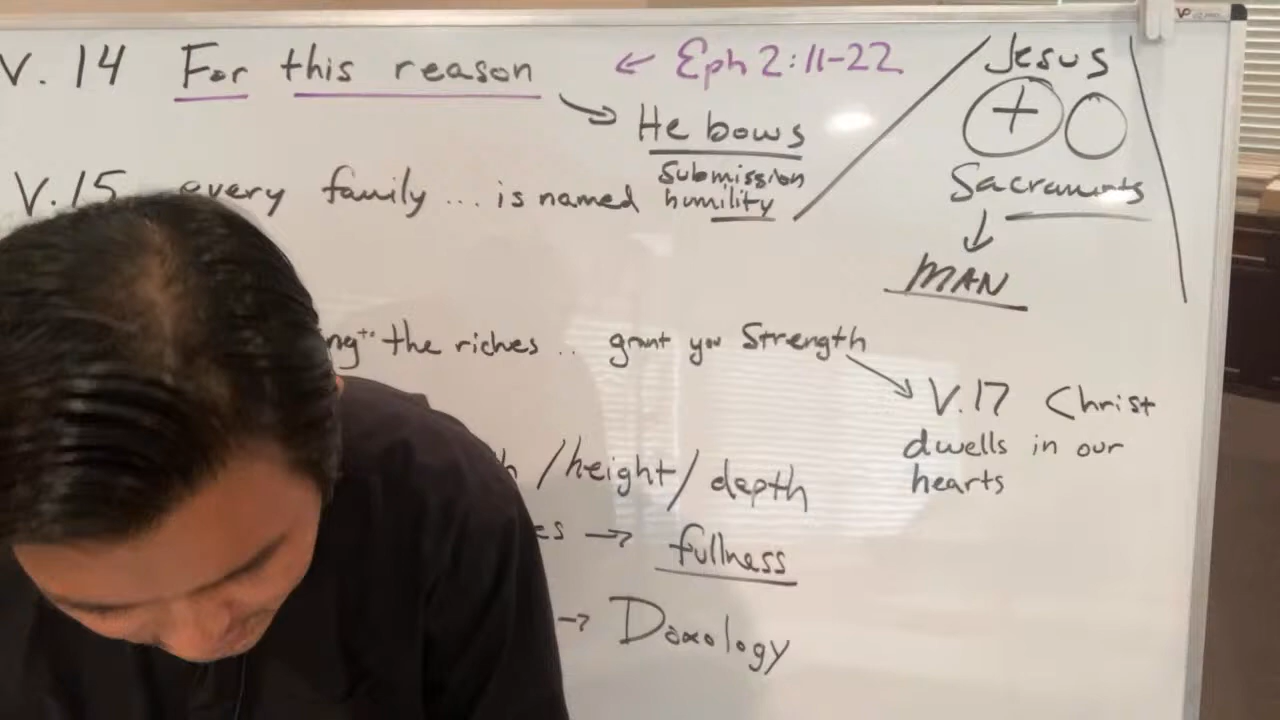 V. 14 For this reason ← Eph 2:11-22
He bows
Submission
humility
V.15 every family ... is named
Jesus
Sacraments
↓
MAN
the riches .. grant you Strength
V.17 Christ
dwells in our
hearts
/height/ depth
→ fullness
→ Doxology